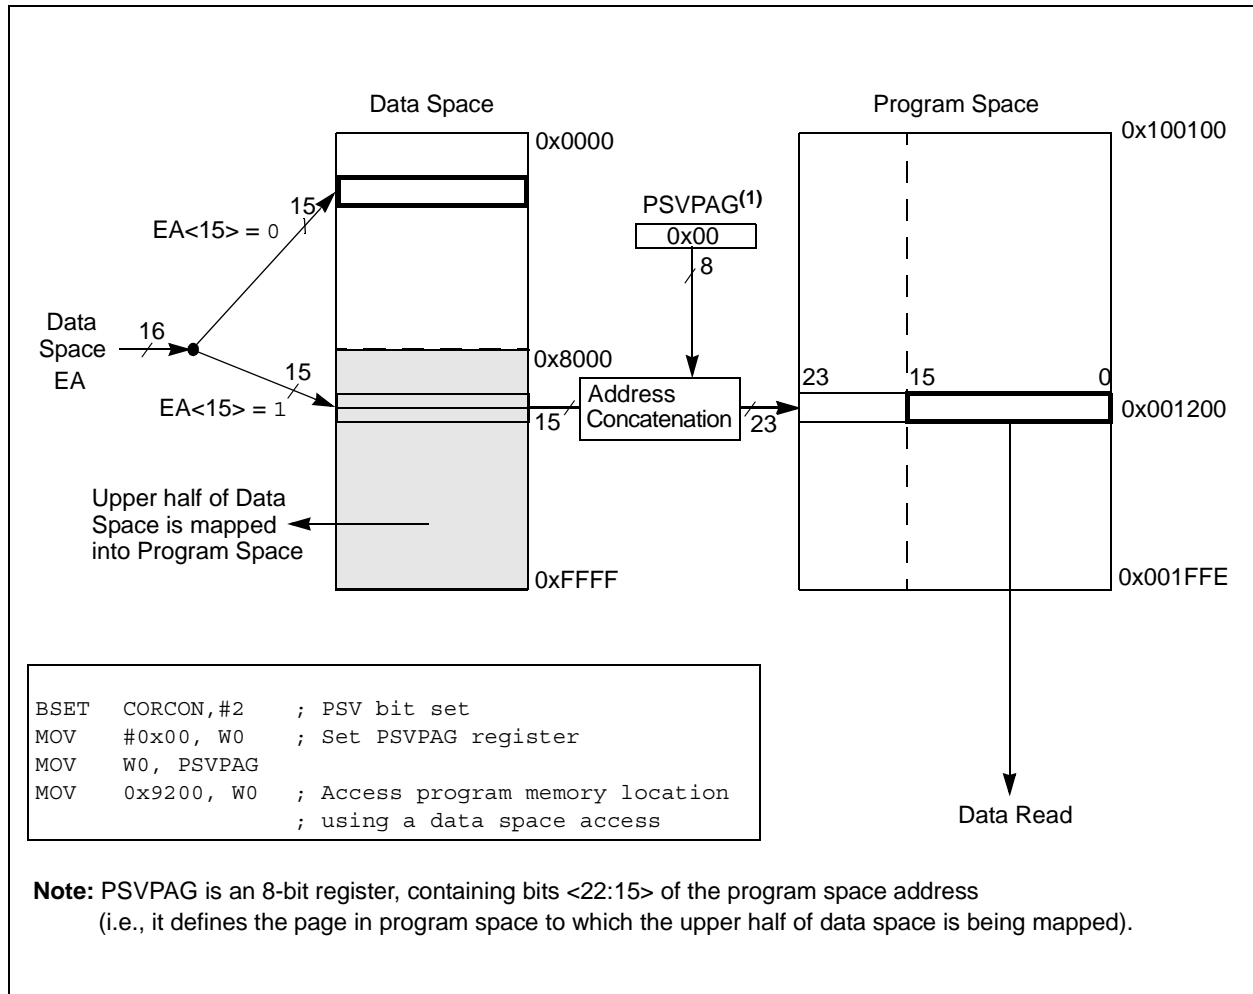 Data Space
Program Space
0x0000
0x100100
15
EA<15> = 0
PSVPAG(1)
0x00
8
Data
Space
EA
16
0x8000
15
EA<15> = 1
15
Address
Concatenation
23
23
15
0
0x001200
Upper half of Data
Space is mapped
into Program Space
0xFFFF
0x001FFE
BSET CORCON,#2 ; PSV bit set
MOV #0x00, W0 ; Set PSVPAG register
MOV W0, PSVPAG
MOV 0x9200, W0 ; Access program memory location
; using a data space access
Data Read
Note: PSVPAG is an 8-bit register, containing bits <22:15> of the program space address
(i.e., it defines the page in program space to which the upper half of data space is being mapped).